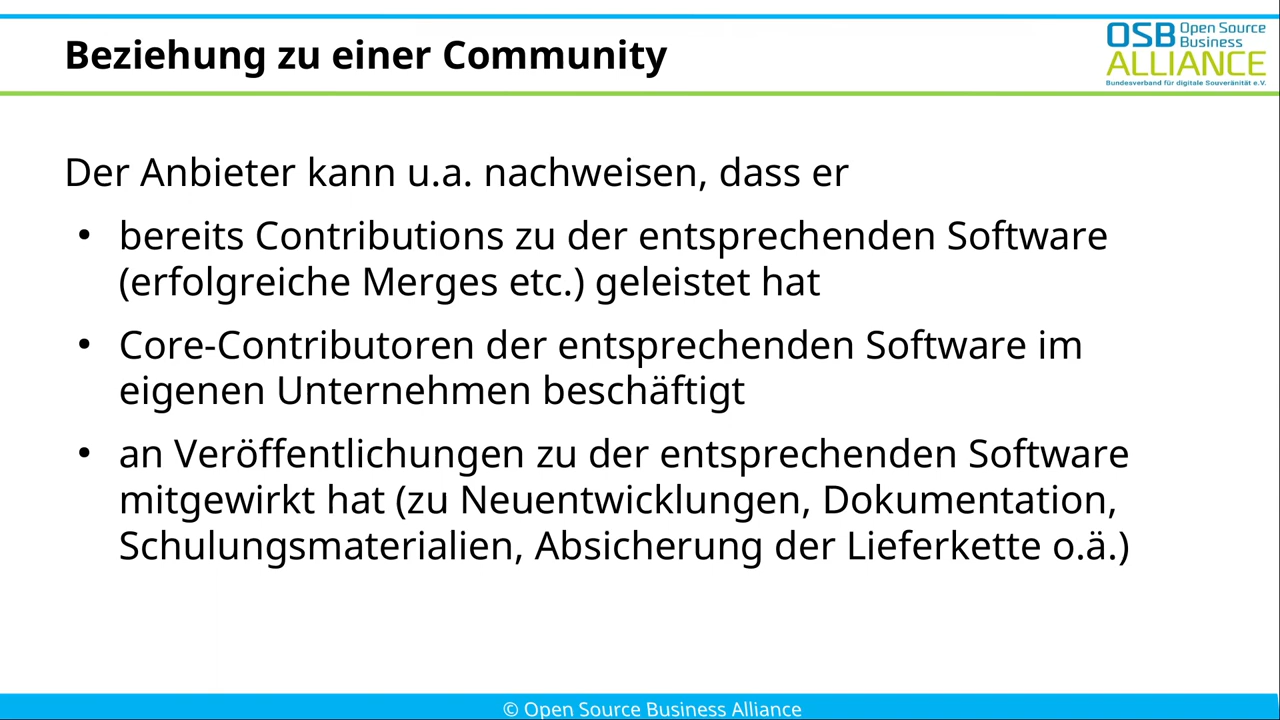 Beziehung zu einer Community
OSB Open Source
Business
ALLIANCE
Bundesverband für digitale Souveränität e.V.
Der Anbieter kann u.a. nachweisen, dass er
• bereits Contributions zu der entsprechenden Software
(erfolgreiche Merges etc.) geleistet hat
• Core-Contributoren der entsprechenden Software im
eigenen Unternehmen beschäftigt
• an Veröffentlichungen zu der entsprechenden Software
mitgewirkt hat (zu Neuentwicklungen, Dokumentation,
Schulungsmaterialien, Absicherung der Lieferkette o.ä.)
© Open Source Business Alliance